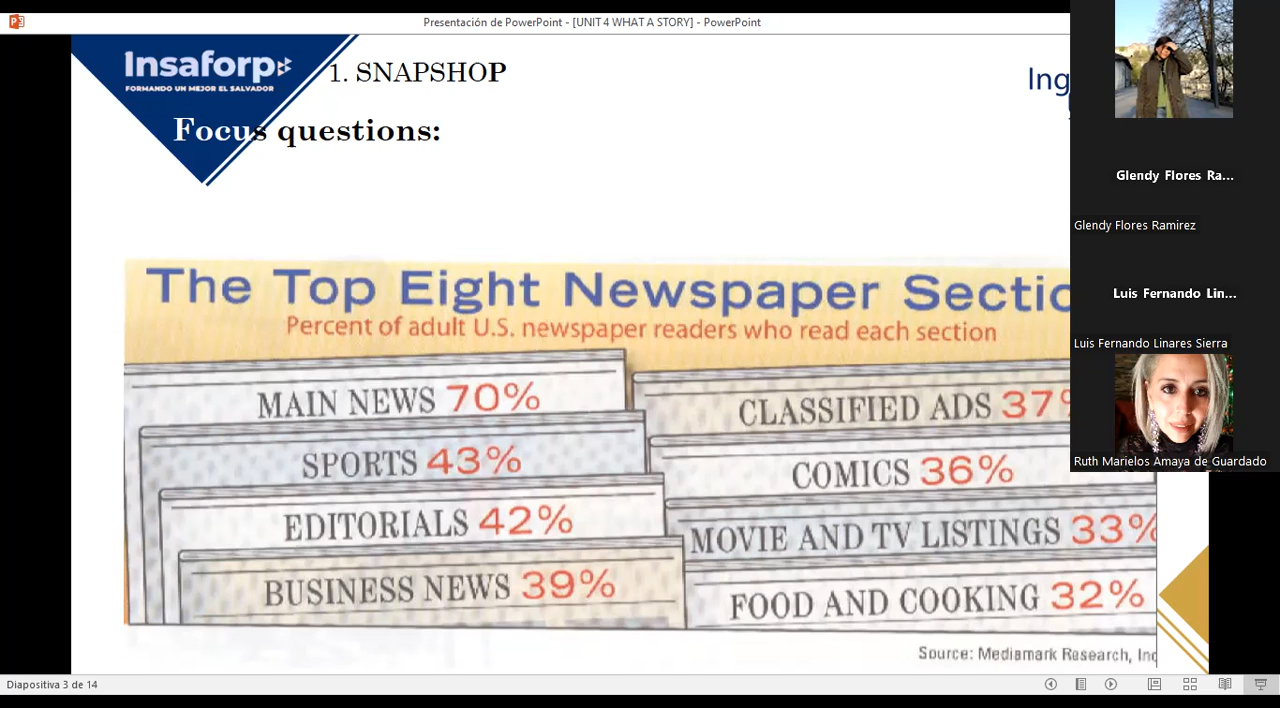 Presentación de PowerPoint - [UNIT 4 WHAT A STORY] - PowerPoint
Insaforp
FORMANDO UN MEJOR EL SALVADOR
1. SNAPSHOP
Ing
Focus questions:
The Top Eight Newspaper Sectio
Percent of adult U.S. newspaper readers who read each section
MAIN NEWS 70%
SPORTS 43%
EDITORIALS 42%
BUSINESS NEWS 39%
CLASSIFIED ADS 37%
COMICS 36%
MOVIE AND TV LISTINGS 33%
FOOD AND COOKING 32%
Source: Mediamark Research, Inc
Glendy Flores Ra...
Glendy Flores Ramirez
Luis Fernando Lin...
Luis Fernando Linares Sierra
Ruth Marielos Amaya de Guardado
Diapositiva 3 de 14